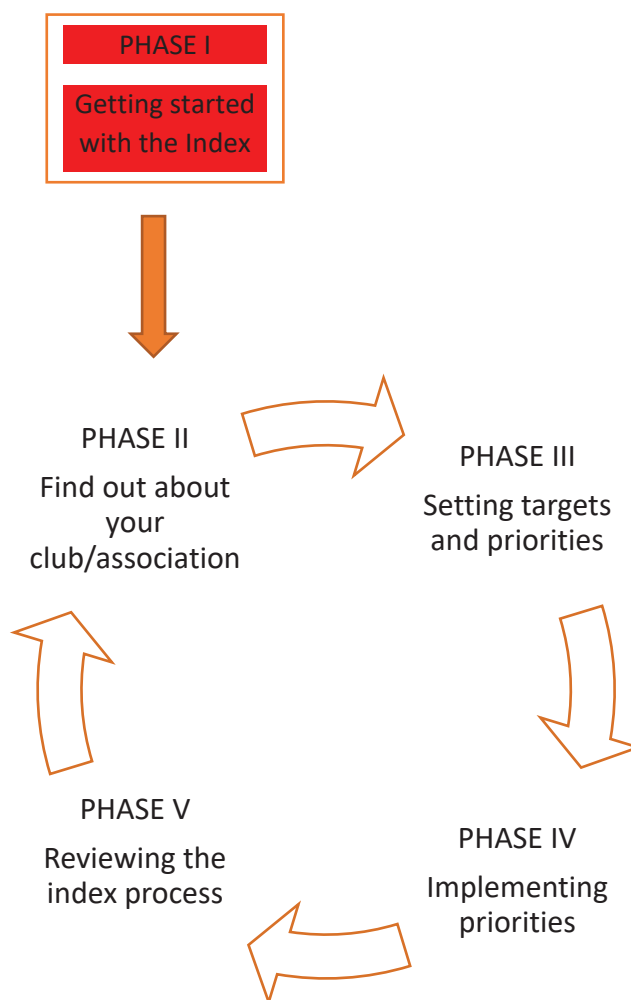 PHASE I
Getting started
with the Index
PHASE II
Find out about
your
club/association
PHASE III
Setting targets
and priorities
PHASE IV
Implementing
priorities
PHASE V
Reviewing the
index process